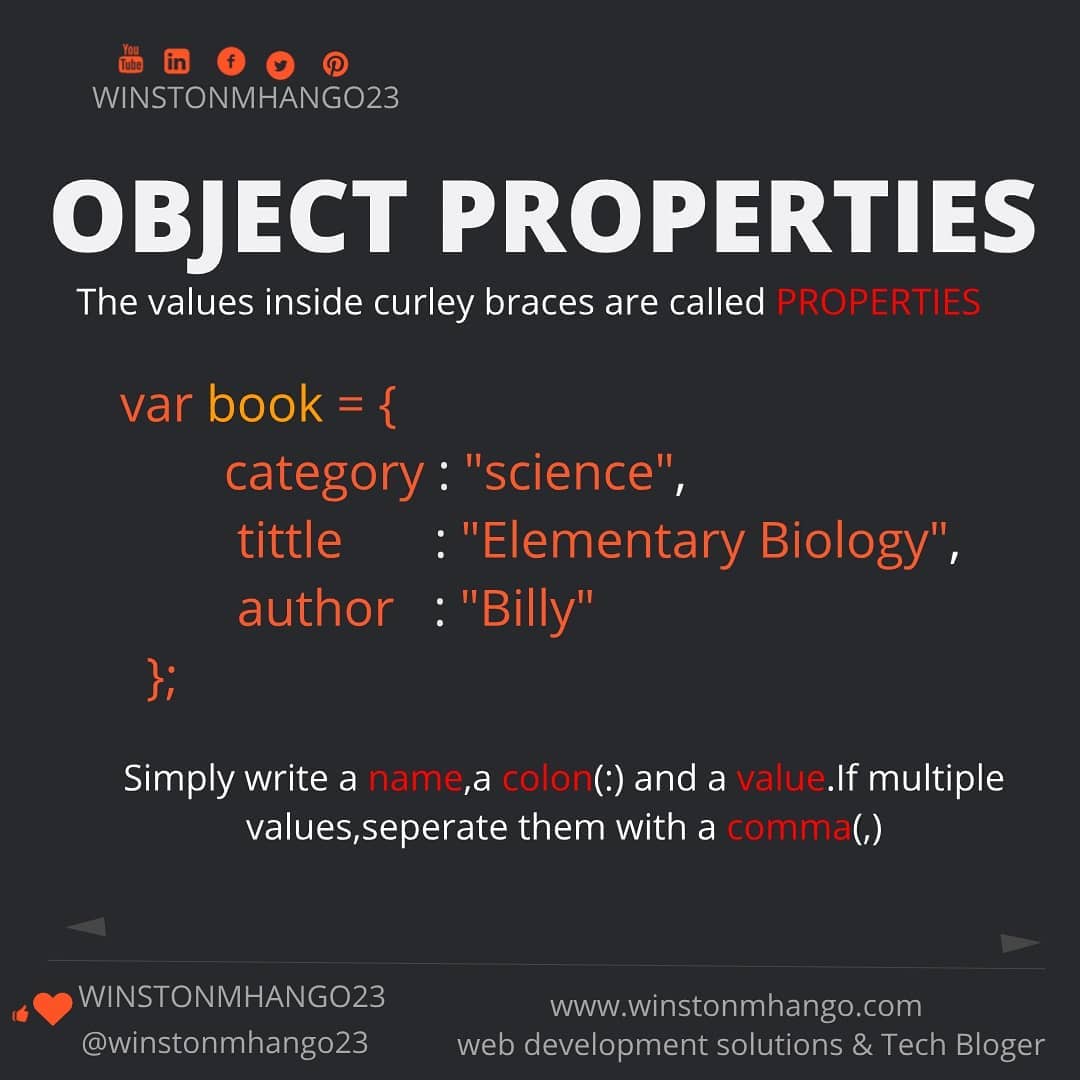 You
Tube in f
WINSTONMHANGO23
OBJECT PROPERTIES
The values inside curley braces are called PROPERTIES
var book = {
category : "science",
tittle : "Elementary Biology",
author : "Billy"
};
Simply write a name,a colon(:) and a value.If multiple
values,seperate them with a comma(,)
WINSTONMHANGO23
@winstonmhango23
www.winstonmhango.com
web development solutions & Tech Bloger